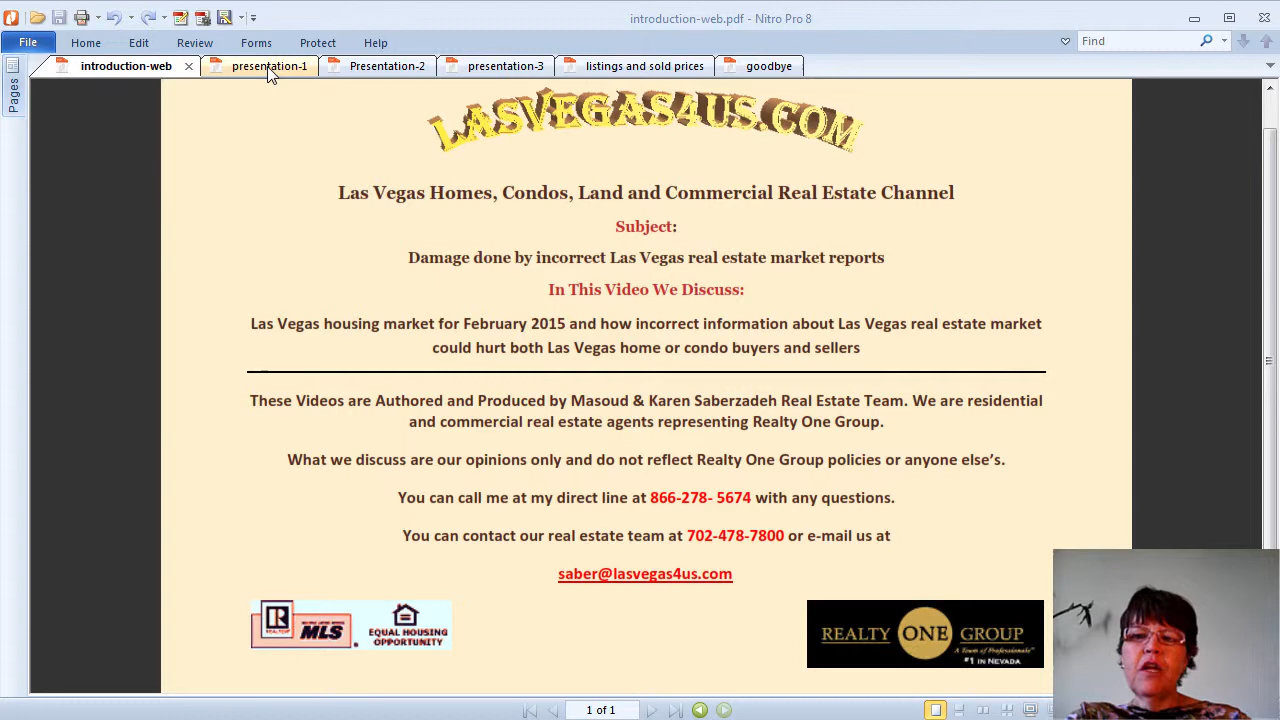 introduction-web.pdf - Nitro Pro 8
File Home Edit Review Forms Protect Help
Find
introduction-web presentation-1 Presentation-2 presentation-3 listings and sold prices goodbye
Pages
LASVEGAS4US.COM
Las Vegas Homes, Condos, Land and Commercial Real Estate Channel
Subject:
Damage done by incorrect Las Vegas real estate market reports
In This Video We Discuss:
Las Vegas housing market for February 2015 and how incorrect information about Las Vegas real estate market
could hurt both Las Vegas home or condo buyers and sellers
These Videos are Authored and Produced by Masoud & Karen Saberzadeh Real Estate Team. We are residential
and commercial real estate agents representing Realty One Group.
What we discuss are our opinions only and do not reflect Realty One Group policies or anyone else's.
You can call me at my direct line at 866-278- 5674 with any questions.
You can contact our real estate team at 702-478-7800 or e-mail us at
saber@lasvegas4us.com
R
REALTOR
MLS
EQUAL HOUSING
OPPORTUNITY
REALTY ONE GROUP
A Team of Professionals
#1 IN NEVADA
1 of 1